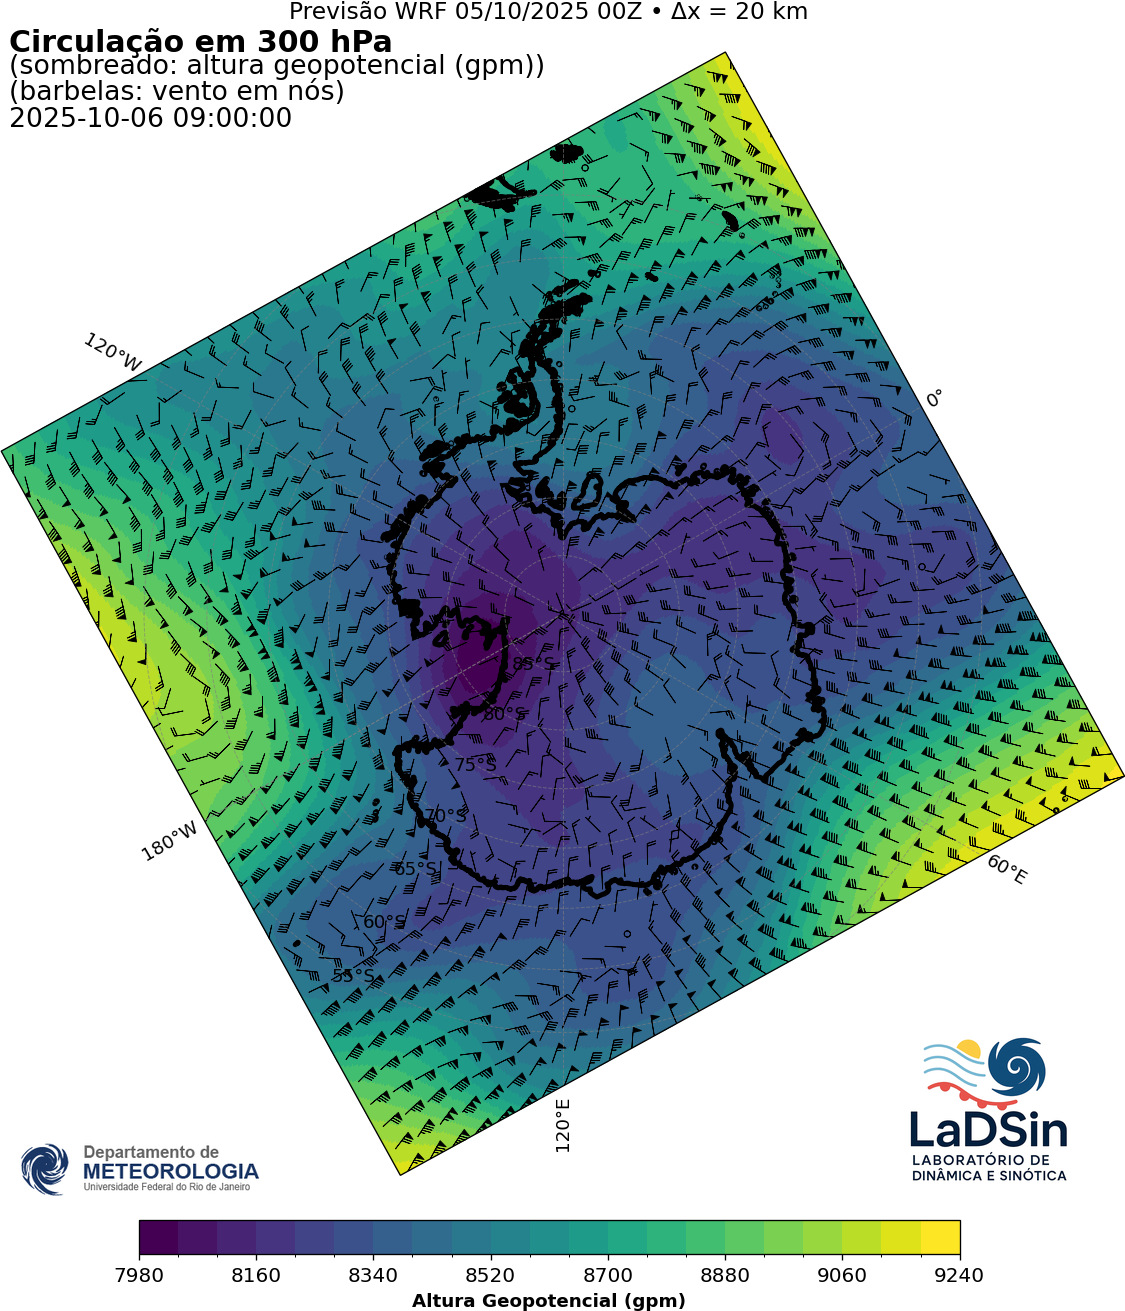 Previsão WRF 05/10/2025 00Z • Δx = 20 km
Circulação em 300 hPa
(sombreado: altura geopotencial (gpm))
(barbelas: vento em nós)
2025-10-06 09:00:00
120°W
0°
85°S
80°S
75°S
70°S
180°W
65°S
60°E
60°S
55°S
120°E
LaDSin
LABORATÓRIO DE
DINÂMICA E SINÓTICA
Departamento de
METEOROLOGIA
Universidade Federal do Rio de Janeiro
7980 8160 8340 8520 8700 8880 9060 9240
Altura Geopotencial (gpm)